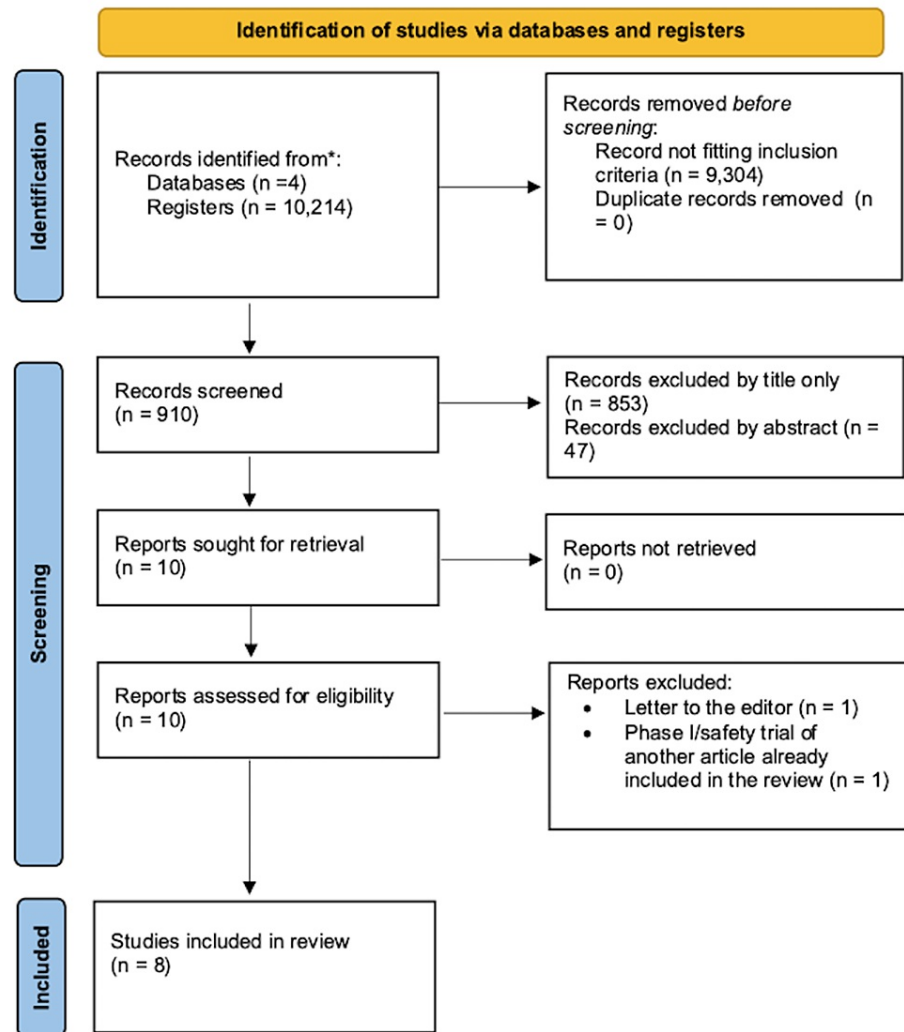 Identification of studies via databases and registers
Identification
Records identified from*:
Databases (n =4)
Registers (n = 10,214)
Records removed before
screening:
Record not fitting inclusion
criteria (n = 9,304)
Duplicate records removed (n
= 0)
Screening
Records screened
(n = 910)
Records excluded by title only
(n = 853)
Records excluded by abstract (n =
47)
Reports sought for retrieval
(n = 10)
Reports not retrieved
(n = 0)
Reports assessed for eligibility
(n = 10)
Reports excluded:
• Letter to the editor (n = 1)
• Phase I/safety trial of
another article already
included in the review (n = 1)
Included
Studies included in review
(n = 8)